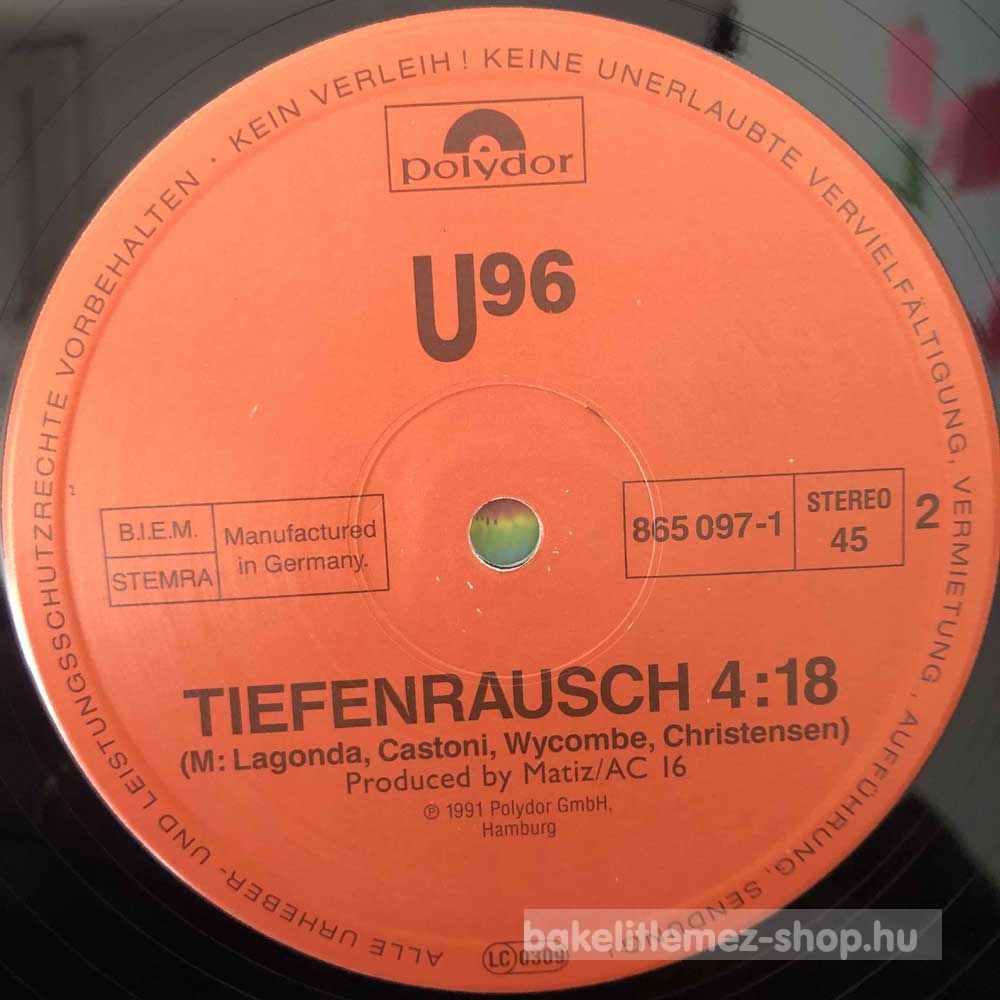 ALLE URHEBER- UND LEISTUNGSSCHUTZRECHTE VORBEHALTEN · KEIN VERLEIH! KEINE UNERLAUBTE VERVIELFÄLTIGUNG, VERMIETUNG, AUFFÜHRUNG, SENDUNG!
polydor
U96
B.I.E.M.
STEMRA
Manufactured
in Germany.
865 097-1
STEREO
45
2
TIEFENRAUSCH 4:18
(M: Lagonda, Castoni, Wycombe, Christensen)
Produced by Matiz/AC 16
℗ 1991 Polydor GmbH,
Hamburg
LC 0309
bakelitlemez-shop.hu